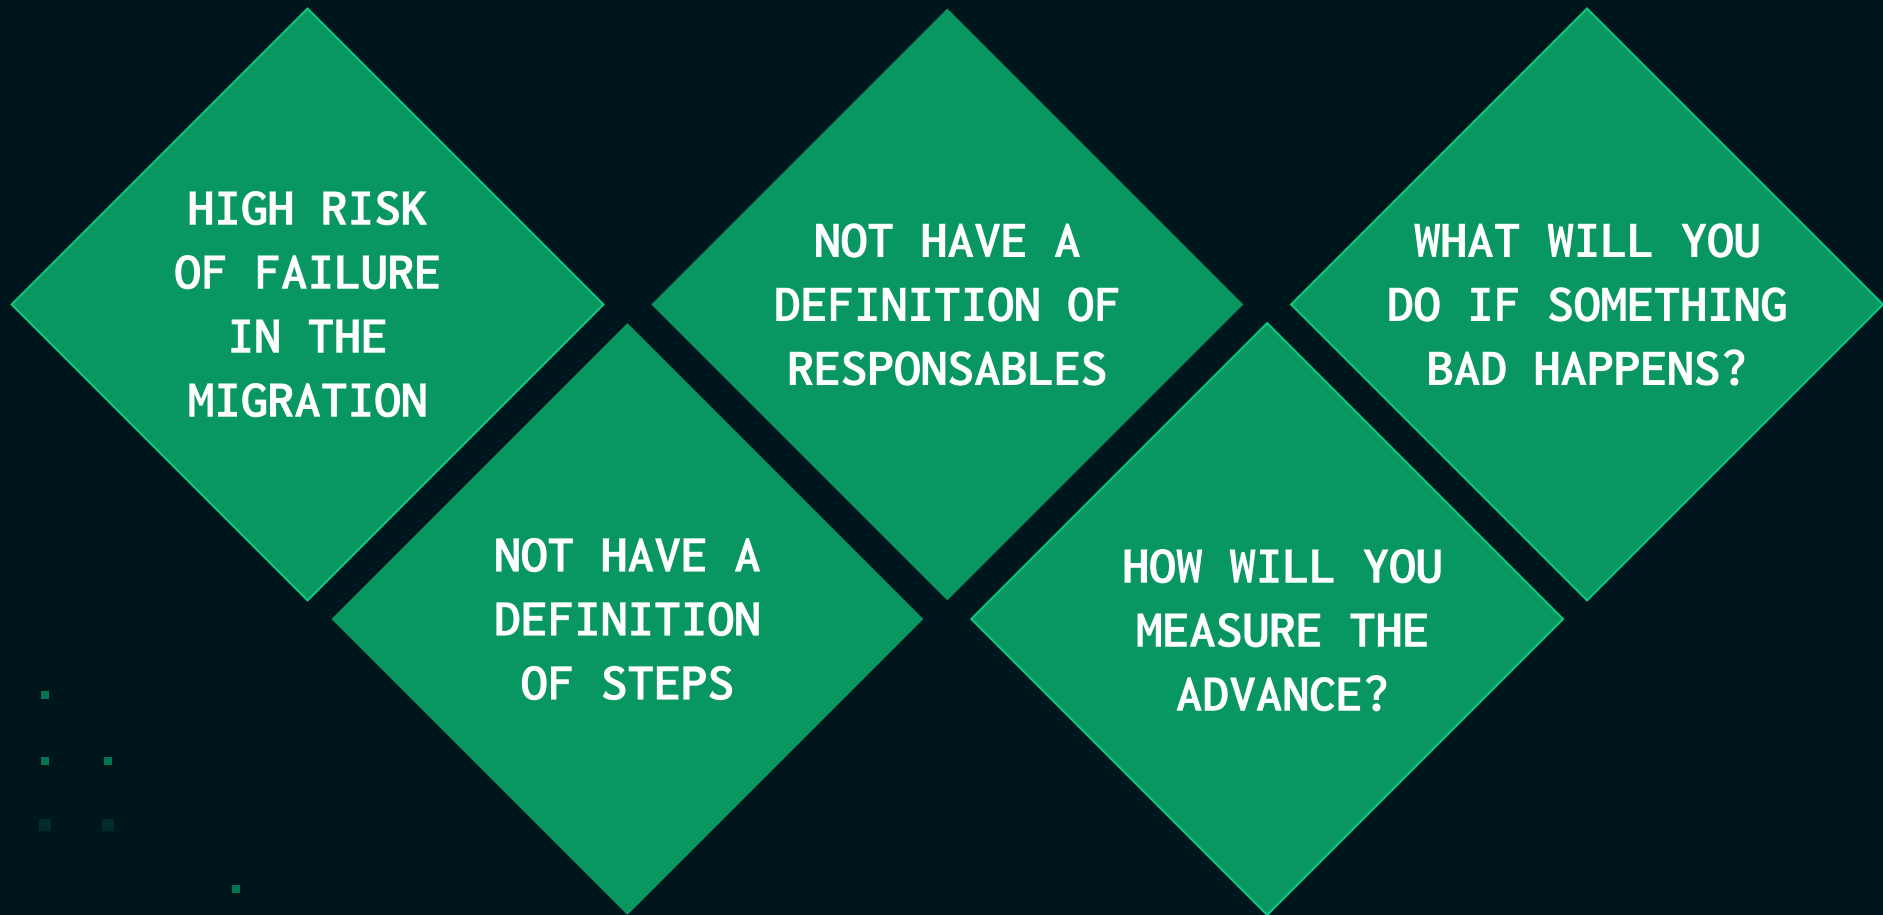 HIGH RISK
OF FAILURE
IN THE
MIGRATION
NOT HAVE A
DEFINITION
OF STEPS
NOT HAVE A
DEFINITION OF
RESPONSABLES
HOW WILL YOU
MEASURE THE
ADVANCE?
WHAT WILL YOU
DO IF SOMETHING
BAD HAPPENS?